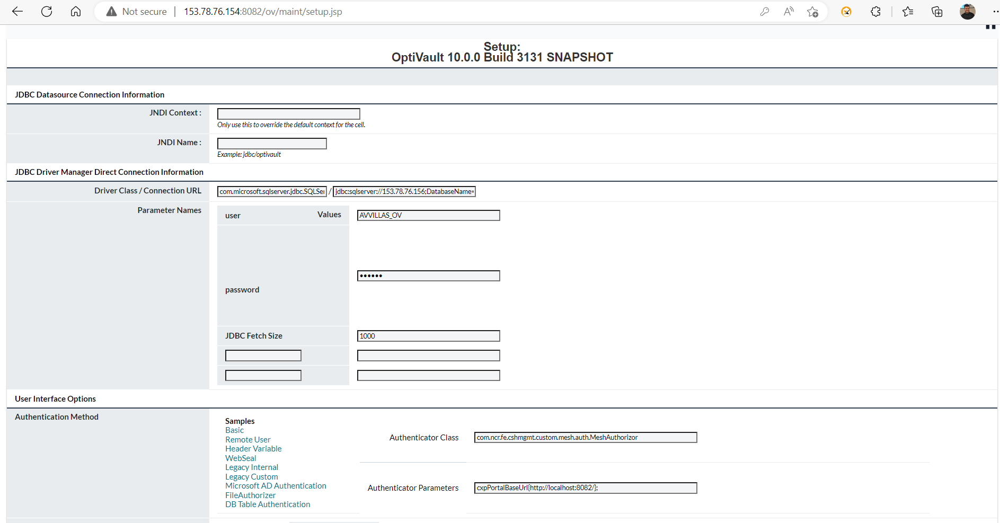 Not secure 153.78.76.154:8082/ov/maint/setup.jsp
Setup:
OptiVault 10.0.0 Build 3131 SNAPSHOT
JDBC Datasource Connection Information
JNDI Context :
Only use this to override the default context for the cell.
JNDI Name :
Example: jdbc/optivault
JDBC Driver Manager Direct Connection Information
Driver Class / Connection URL com.microsoft.sqlserver.jdbc.SQLSer / jdbc:sqlserver://153.78.76.156;DatabaseName=
Parameter Names
user Values AVVILLAS_OV
password ••••••
JDBC Fetch Size 1000
User Interface Options
Authentication Method
Samples
Basic
Remote User
Header Variable
WebSeal
Legacy Internal
Legacy Custom
Microsoft AD Authentication
FileAuthorizer
DB Table Authentication
Authenticator Class com.ncr.fe.cshmgmt.custom.mesh.auth.MeshAuthorizor
Authenticator Parameters cxpPortalBaseUrl{http://localhost:8082/};